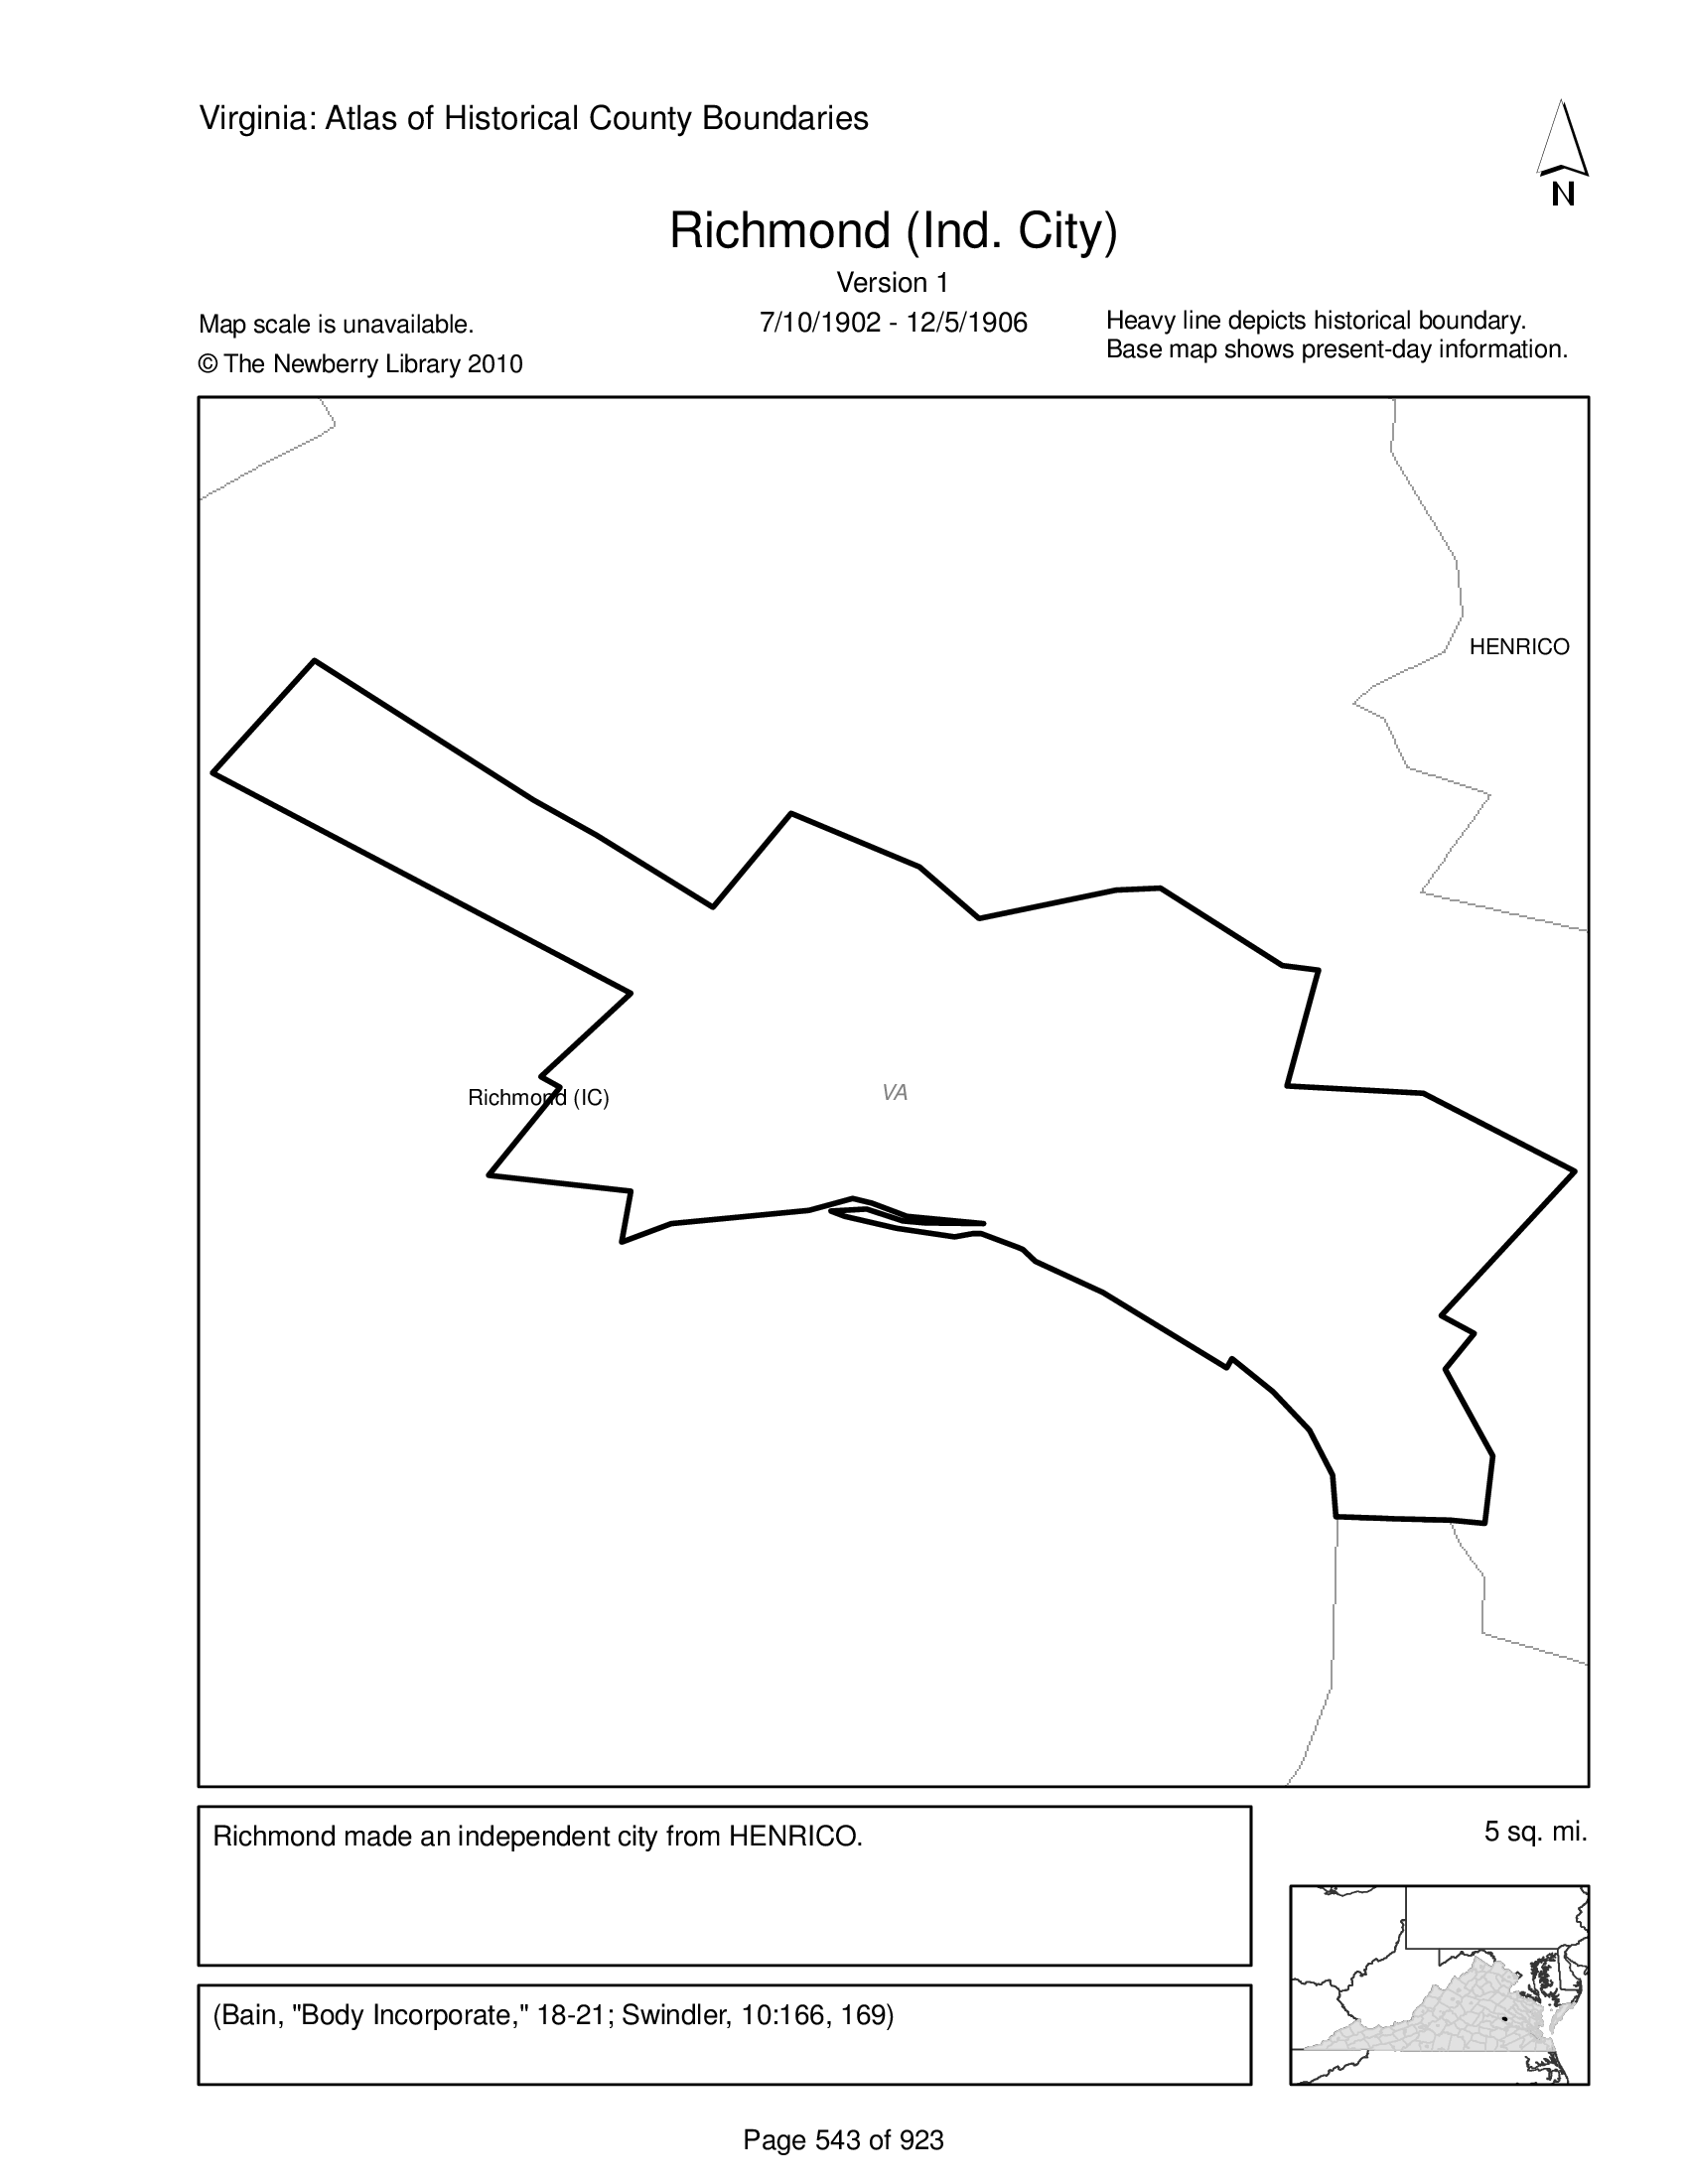 Virginia: Atlas of Historical County Boundaries
N
Richmond (Ind. City)
Version 1
Map scale is unavailable.
7/10/1902 - 12/5/1906
Heavy line depicts historical boundary.
Base map shows present-day information.
© The Newberry Library 2010
HENRICO
Richmond (IC)
VA
Richmond made an independent city from HENRICO.
5 sq. mi.
(Bain, "Body Incorporate," 18-21; Swindler, 10:166, 169)
Page 543 of 923